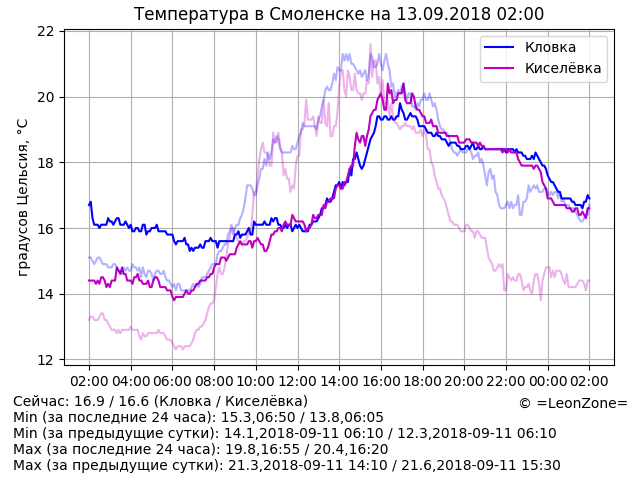 Температура в Смоленске на 13.09.2018 02:00
Кловка
Киселёвка
градусов Цельсия, °C
22
20
18
16
14
12
02:00 04:00 06:00 08:00 10:00 12:00 14:00 16:00 18:00 20:00 22:00 00:00 02:00
Сейчас: 16.9 / 16.6 (Кловка / Киселёвка)
© =LeonZone=
Min (за последние 24 часа): 15.3,06:50 / 13.8,06:05
Min (за предыдущие сутки): 14.1,2018-09-11 06:10 / 12.3,2018-09-11 06:10
Max (за последние 24 часа): 19.8,16:55 / 20.4,16:20
Max (за предыдущие сутки): 21.3,2018-09-11 14:10 / 21.6,2018-09-11 15:30